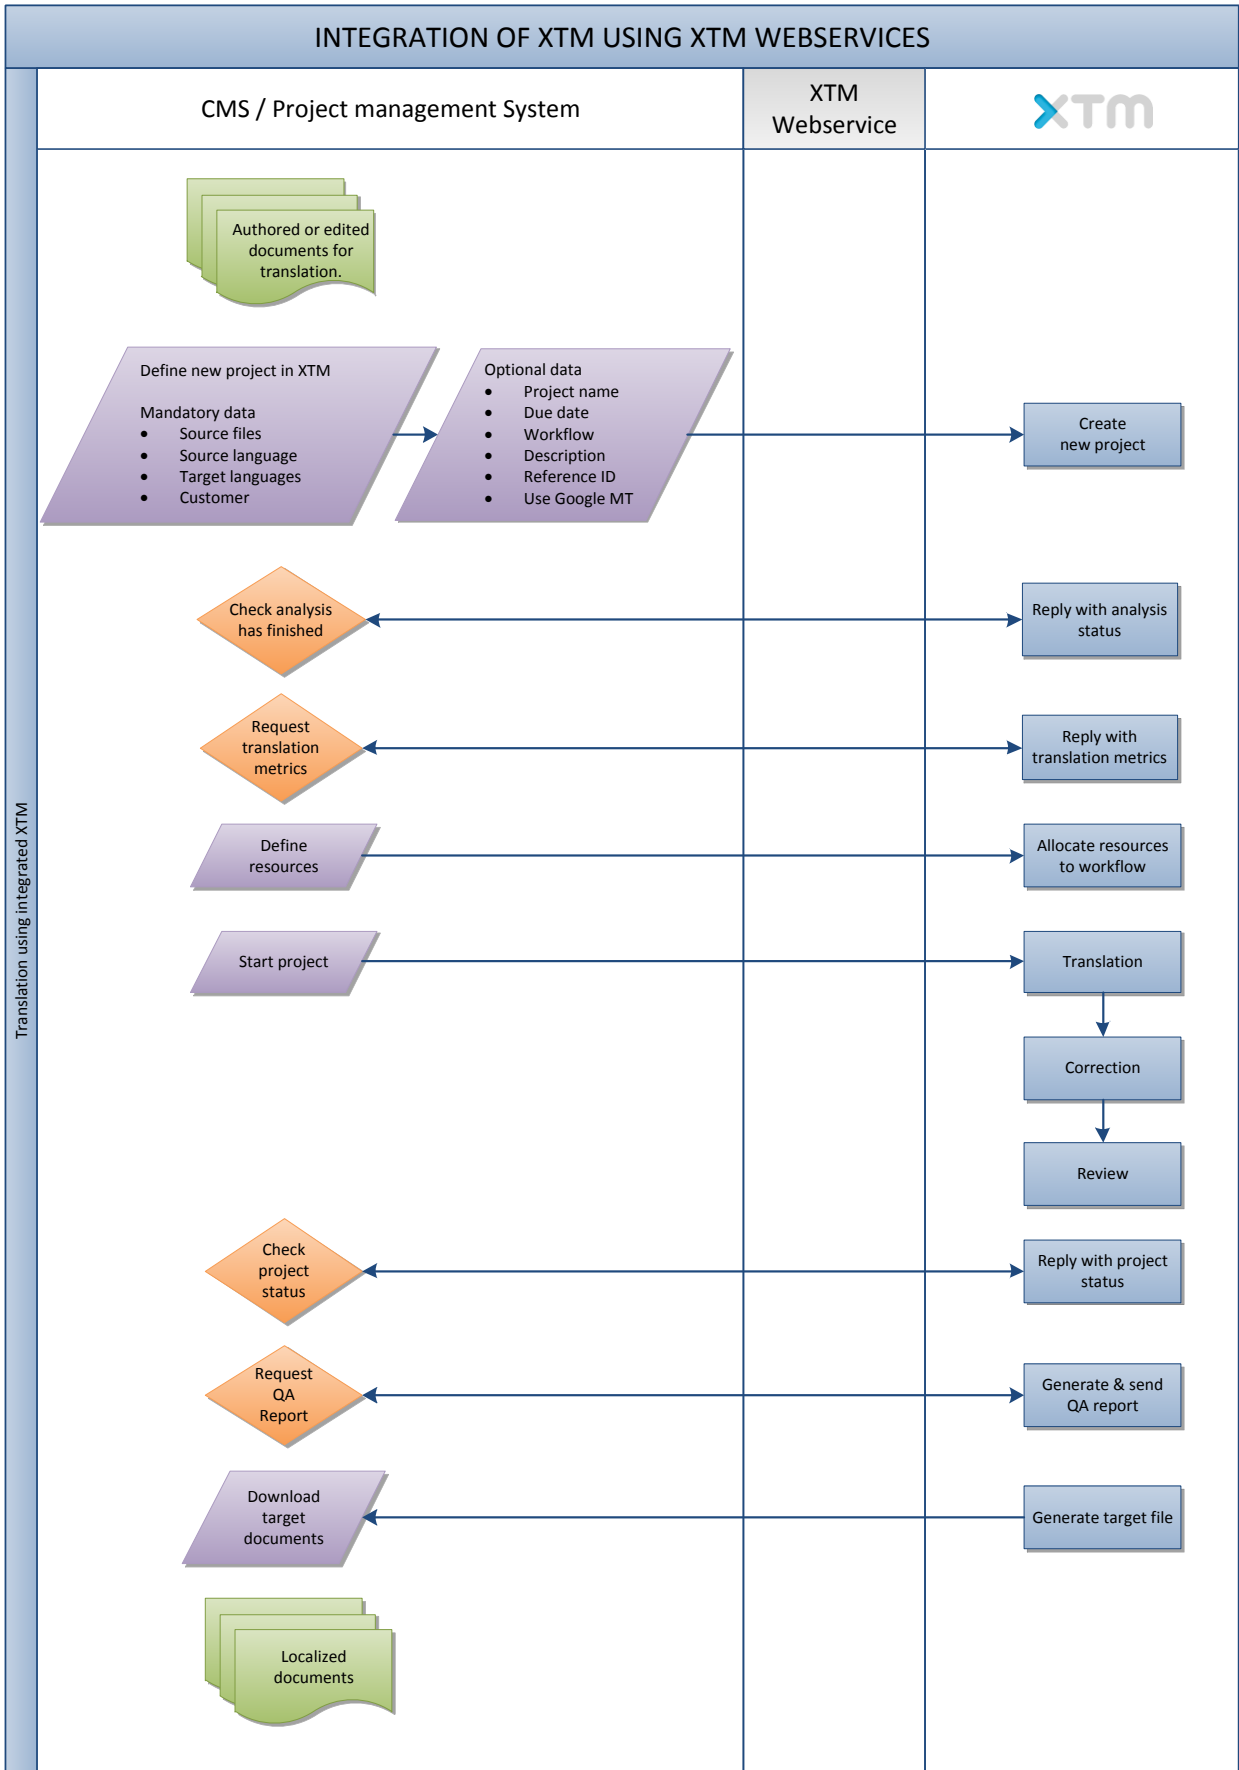 INTEGRATION OF XTM USING XTM WEBSERVICES
CMS / Project management System
XTM
Webservice
XTM
Translation using integrated XTM
Authored or edited
documents for
translation.
Define new project in XTM
Mandatory data
• Source files
• Source language
• Target languages
• Customer
Optional data
• Project name
• Due date
• Workflow
• Description
• Reference ID
• Use Google MT
Create
new project
Check analysis
has finished
Reply with analysis
status
Request
translation
metrics
Reply with
translation metrics
Define
resources
Allocate resources
to workflow
Start project
Translation
Correction
Review
Check
project
status
Reply with project
status
Request
QA
Report
Generate & send
QA report
Download
target
documents
Generate target file
Localized
documents